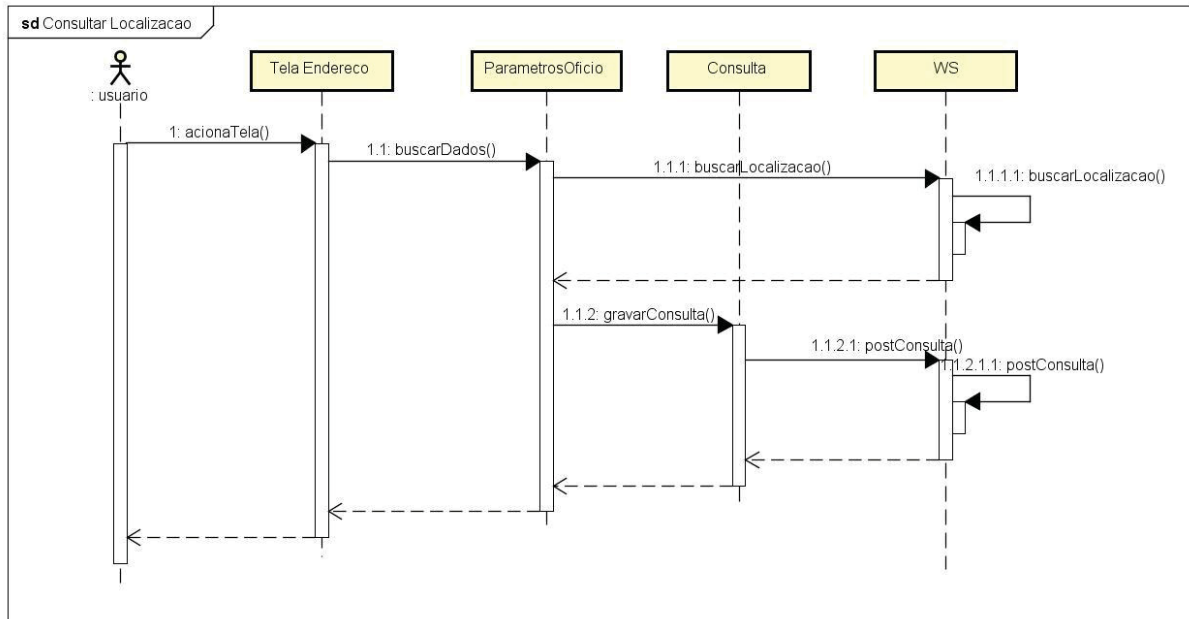 sd Consultar Localizacao
: usuario
Tela Endereco
ParametrosOficio
Consulta
WS
1: acionaTela()
1.1: buscarDados()
1.1.1: buscarLocalizacao()
1.1.1.1: buscarLocalizacao()
1.1.2: gravarConsulta()
1.1.2.1: postConsulta()
1.1.2.1.1: postConsulta()